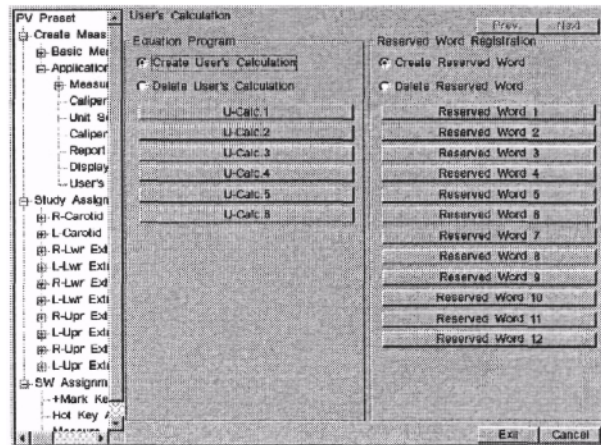 PV Preset
Create Meas
Basic Mea
Application
Measur
Caliper
Unit Se
Caliper
Report
Display
User's
Study Assign
R-Carotid
L-Carotid
R-Lwr Ext
L-Lwr Ext
R-Lwr Ext
L-Lwr Ext
R-Upr Ext
L-Upr Ext
R-Upr Ext
L-Upr Ext
SW Assignm
+Mark Ke
Hot Key A
Measure
User's Calculation
Prev.
Next
Equation Program
Create User's Calculation
Delete User's Calculation
U-Calc.1
U-Calc.2
U-Calc.3
U-Calc.4
U-Calc.5
U-Calc.6
Reserved Word Registration
Create Reserved Word
Delete Reserved Word
Reserved Word 1
Reserved Word 2
Reserved Word 3
Reserved Word 4
Reserved Word 5
Reserved Word 6
Reserved Word 7
Reserved Word 8
Reserved Word 9
Reserved Word 10
Reserved Word 11
Reserved Word 12
Exit
Cancel